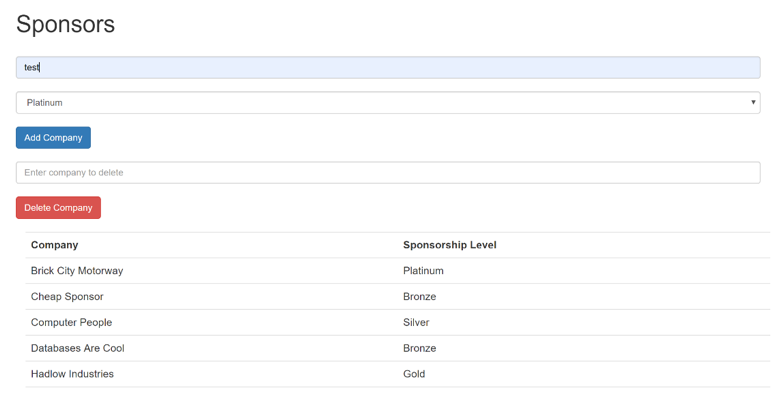 Sponsors
test
Platinum
Add Company
Enter company to delete
Delete Company
Company Sponsorship Level
Brick City Motorway Platinum
Cheap Sponsor Bronze
Computer People Silver
Databases Are Cool Bronze
Hadlow Industries Gold